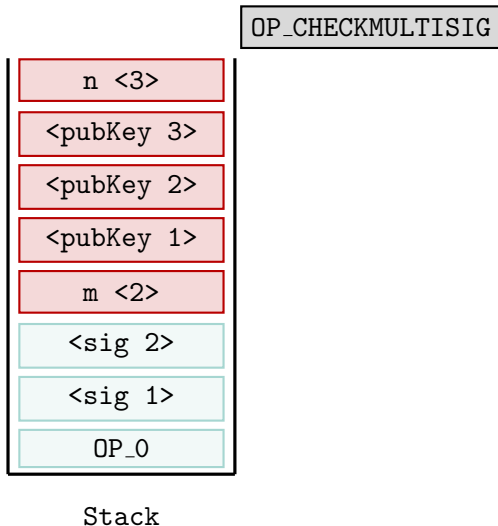 OP_CHECKMULTISIG
n <3>
<pubKey 3>
<pubKey 2>
<pubKey 1>
m <2>
<sig 2>
<sig 1>
OP_0
Stack